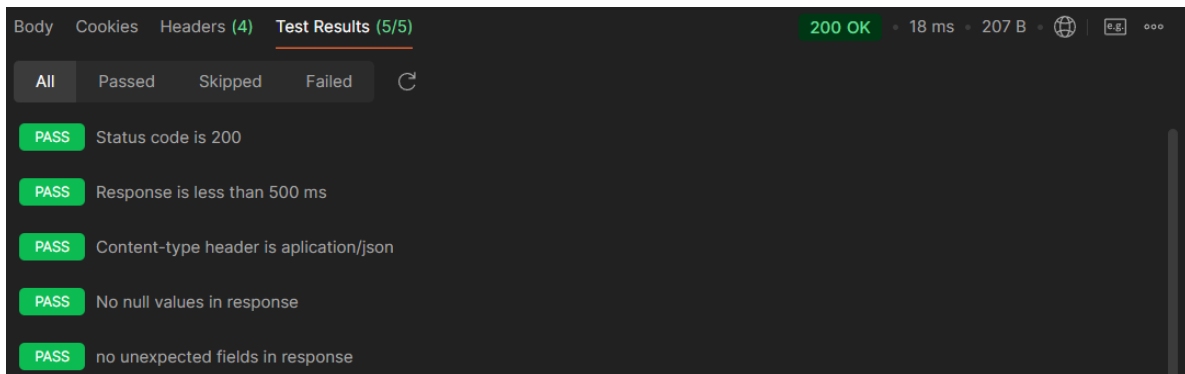 Body Cookies Headers (4) Test Results (5/5) 200 OK • 18 ms • 207 B • e.g.
All Passed Skipped Failed
PASS Status code is 200
PASS Response is less than 500 ms
PASS Content-type header is aplication/json
PASS No null values in response
PASS no unexpected fields in response